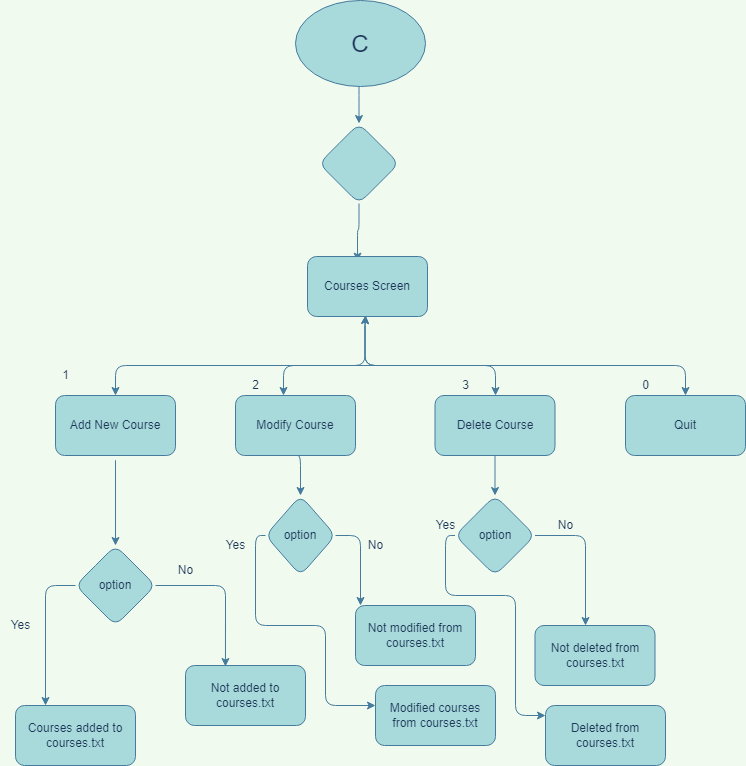 C
Courses Screen
1
2
3
0
Add New Course
Modify Course
Delete Course
Quit
Yes
option
No
Yes
option
No
Yes
option
No
Not modified from
courses.txt
Not deleted from
courses.txt
Not added to
courses.txt
Modified courses
from courses.txt
Courses added to
courses.txt
Deleted from
courses.txt